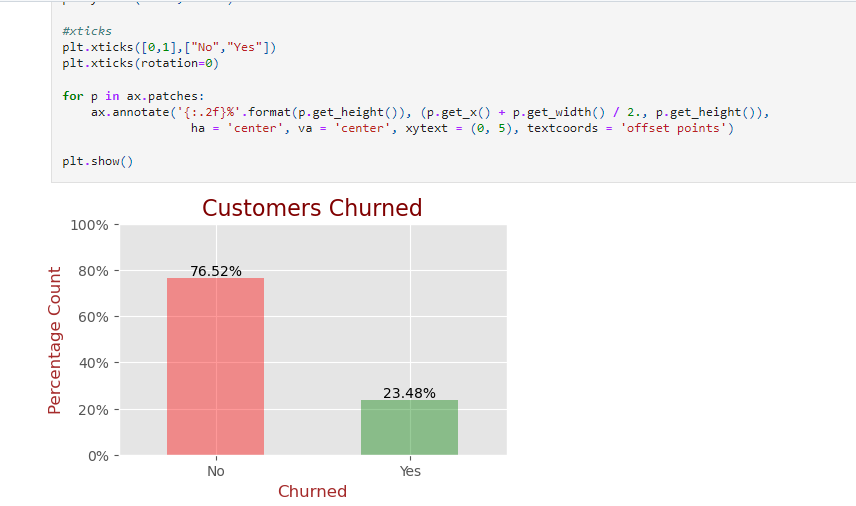 #xticks
plt.xticks([0,1],["No","Yes"])
plt.xticks(rotation=0)
for p in ax.patches:
    ax.annotate('{:.2f}%'.format(p.get_height()), (p.get_x() + p.get_width() / 2., p.get_height()),
                 ha = 'center', va = 'center', xytext = (0, 5), textcoords = 'offset points')
plt.show()
Customers Churned
100%
80%
60%
40%
20%
0%
Percentage Count
76.52%
23.48%
No Yes
Churned